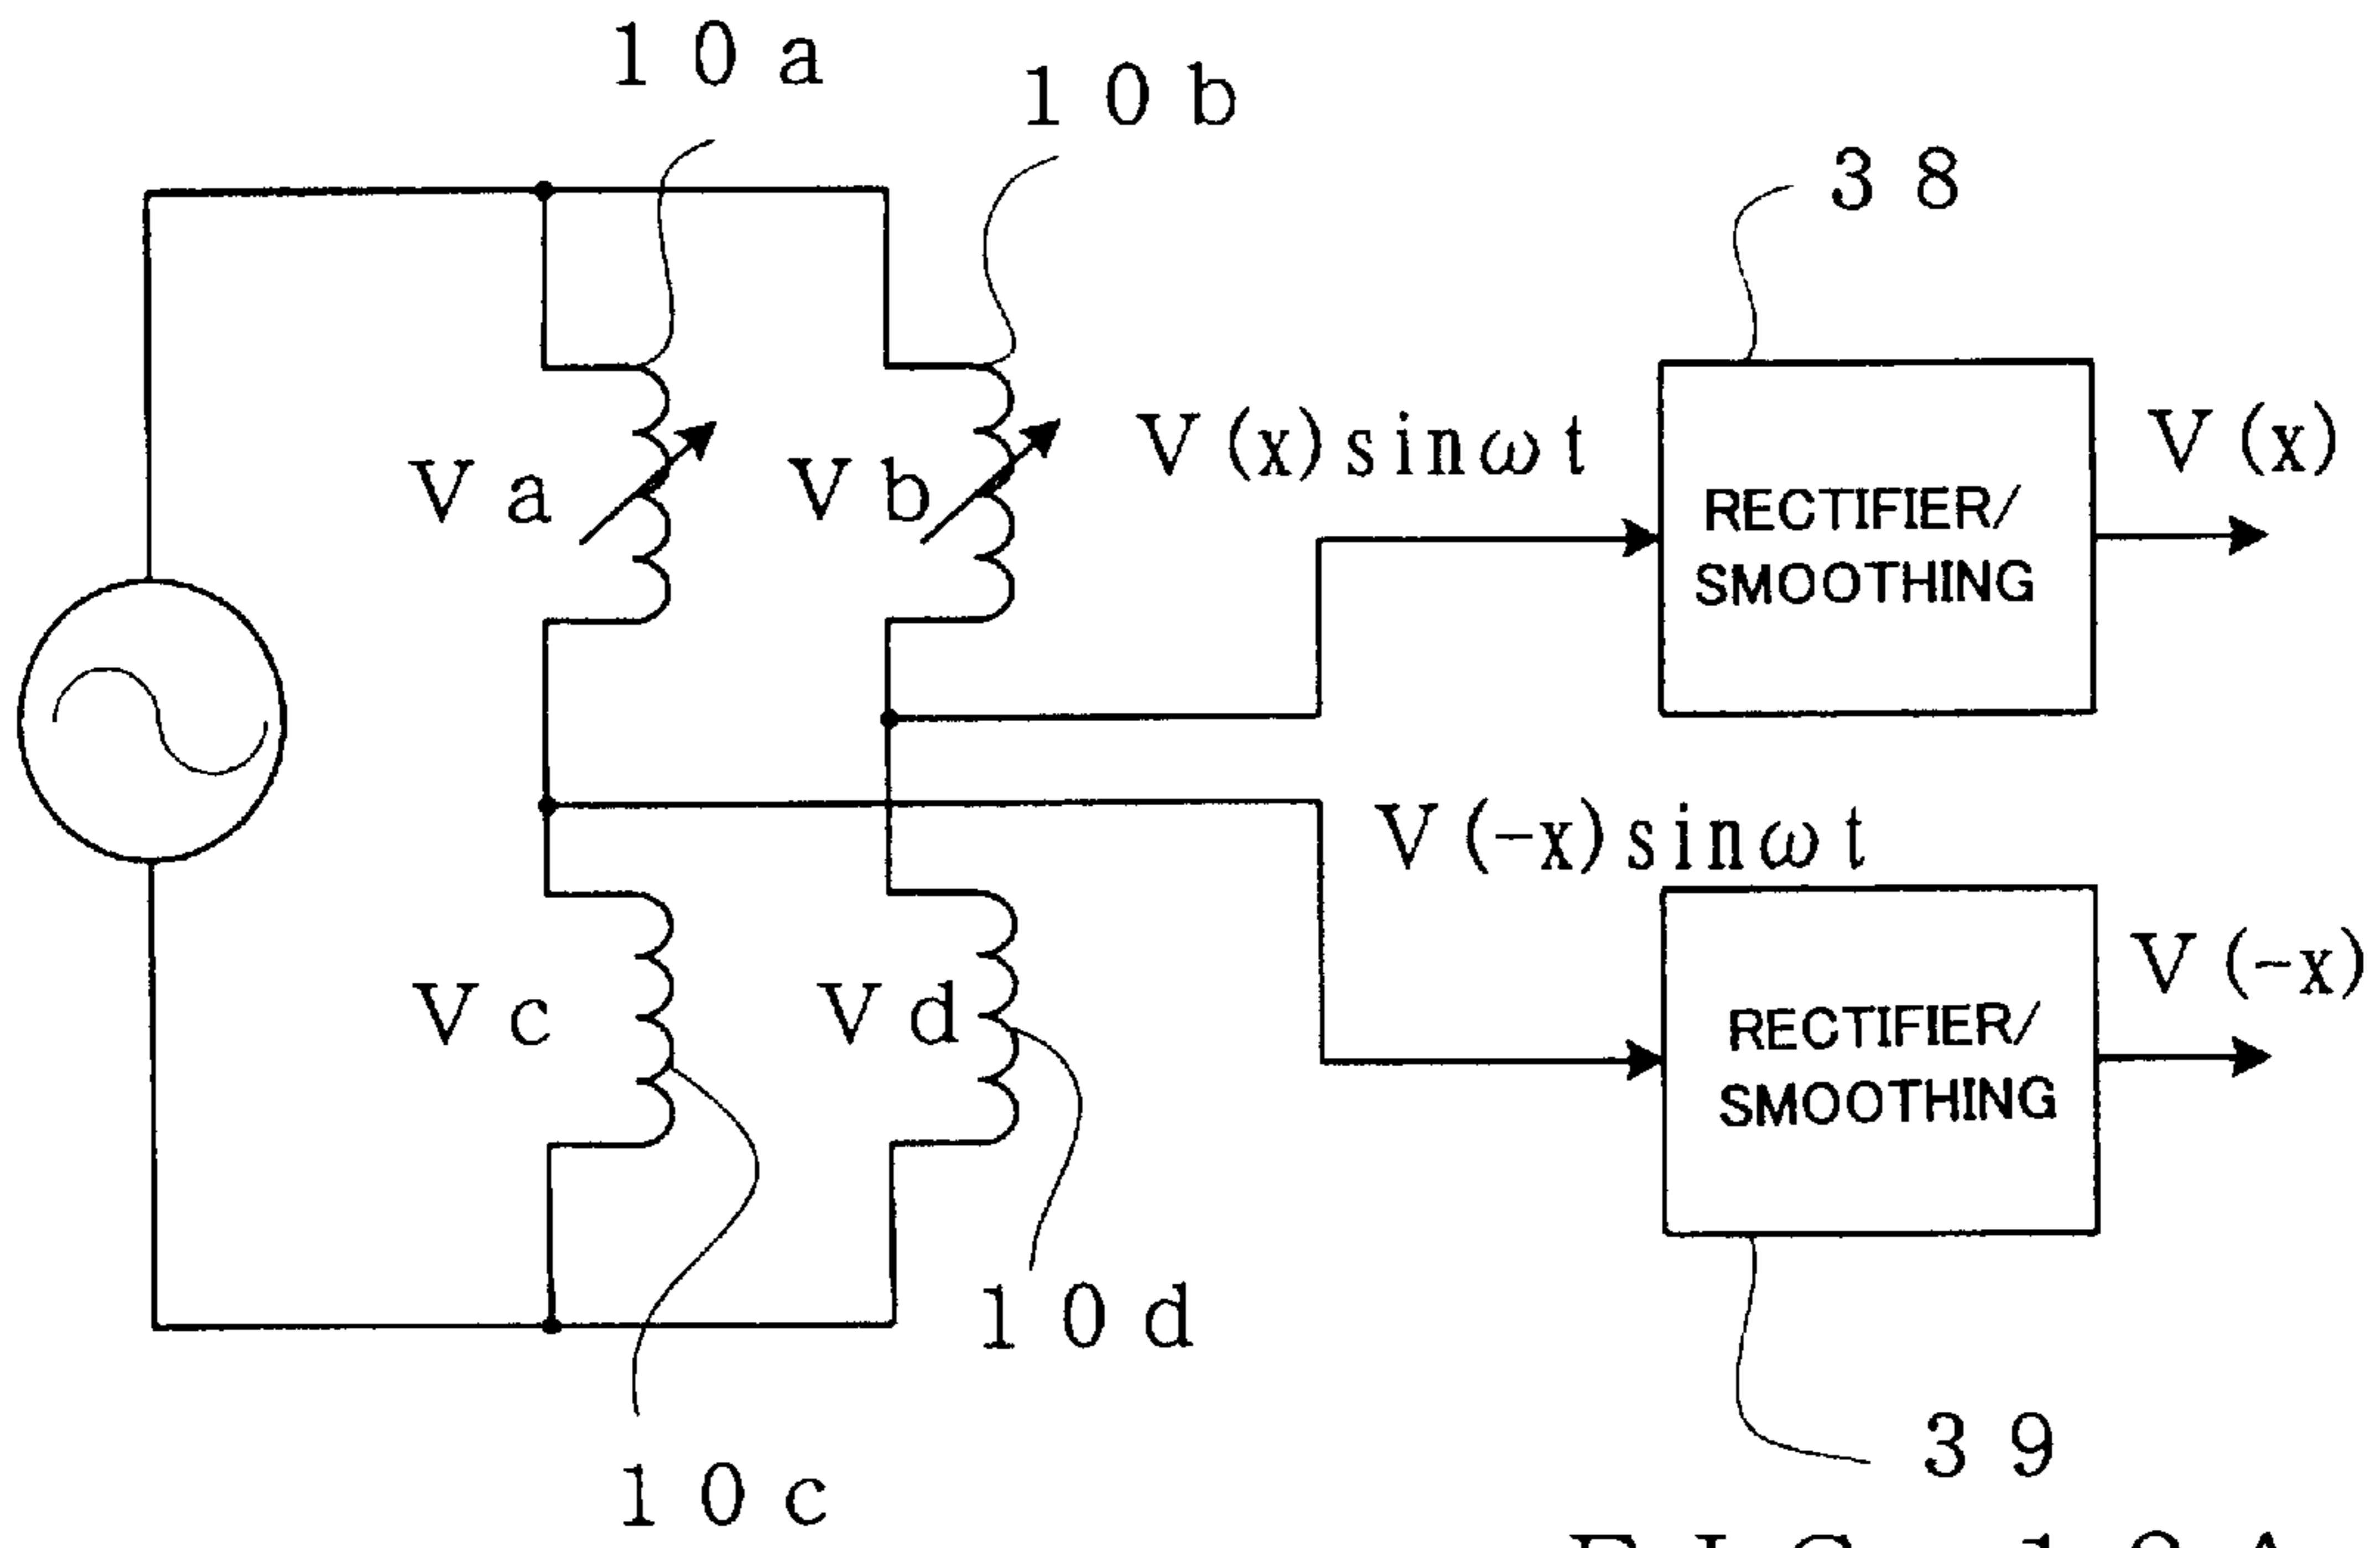 10a
10b
38
Va
Vb
V(x)sinωt
RECTIFIER/
SMOOTHING
V(x)
V(-x)sinωt
Vc
Vd
RECTIFIER/
SMOOTHING
V(-x)
10d
39
10c